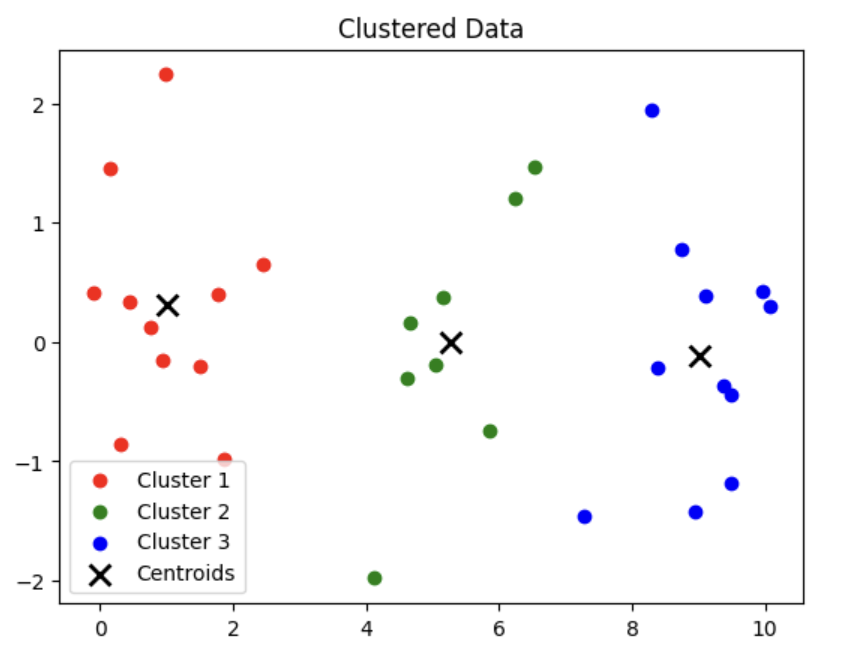 Clustered Data
2
1
0
−1
−2
Cluster 1
Cluster 2
Cluster 3
Centroids
0 2 4 6 8 10